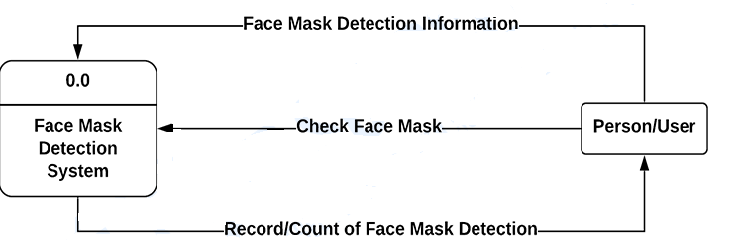 Face Mask Detection Information
0.0
Face Mask
Detection
System
Check Face Mask
Person/User
Record/Count of Face Mask Detection